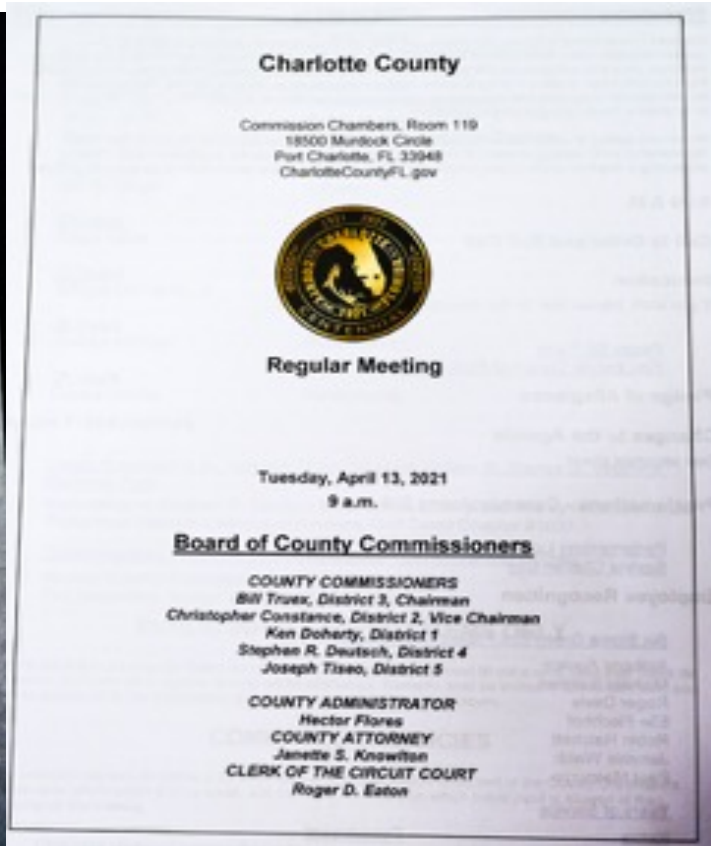 Charlotte County
Commission Chambers, Room 119
18500 Murdock Circle
Port Charlotte, FL 33948
CharlotteCountyFL.gov
CENTENNIAL
Regular Meeting
Tuesday, April 13, 2021
9 a.m.
Board of County Commissioners
COUNTY COMMISSIONERS
Bill Truex, District 3, Chairman
Christopher Constance, District 2, Vice Chairman
Ken Doherty, District 1
Stephen R. Deutsch, District 4
Joseph Tiseo, District 5
COUNTY ADMINISTRATOR
Hector Flores
COUNTY ATTORNEY
Janette S. Knowlton
CLERK OF THE CIRCUIT COURT
Roger D. Eaton